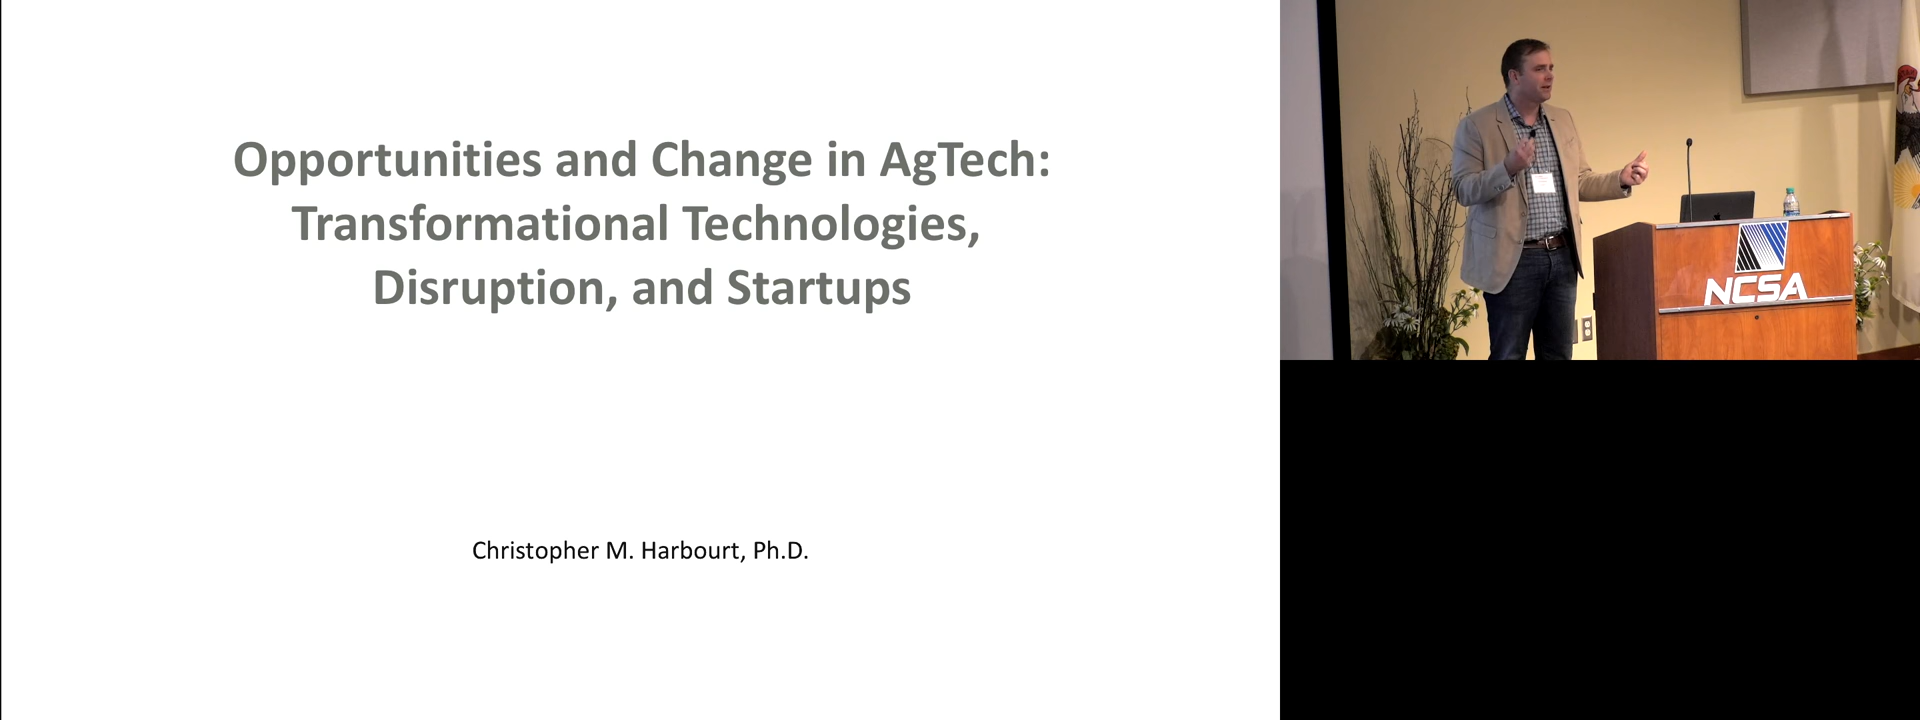 Opportunities and Change in AgTech:
Transformational Technologies,
Disruption, and Startups
Christopher M. Harbourt, Ph.D.
NCSA